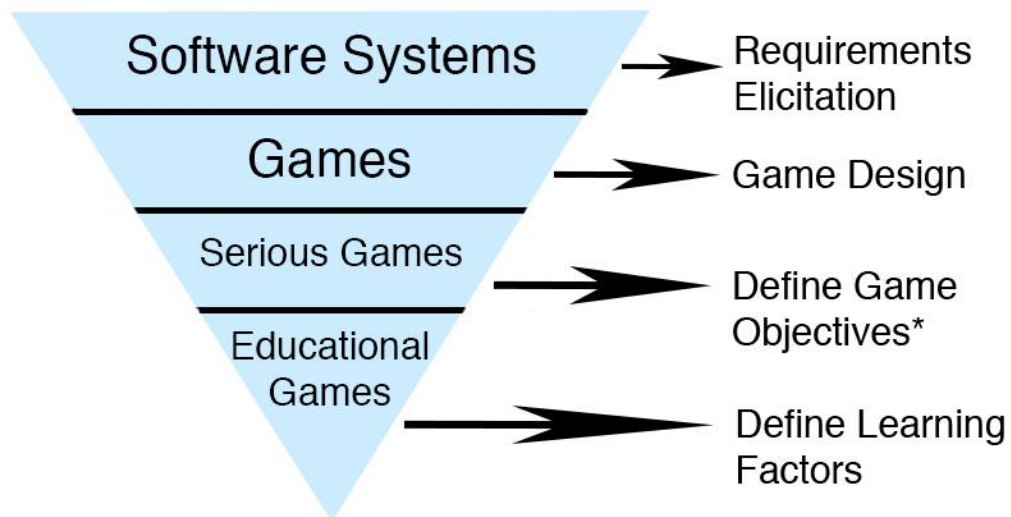 Software Systems
Requirements
Elicitation
Games
Game Design
Serious Games
Define Game
Objectives*
Educational
Games
Define Learning
Factors